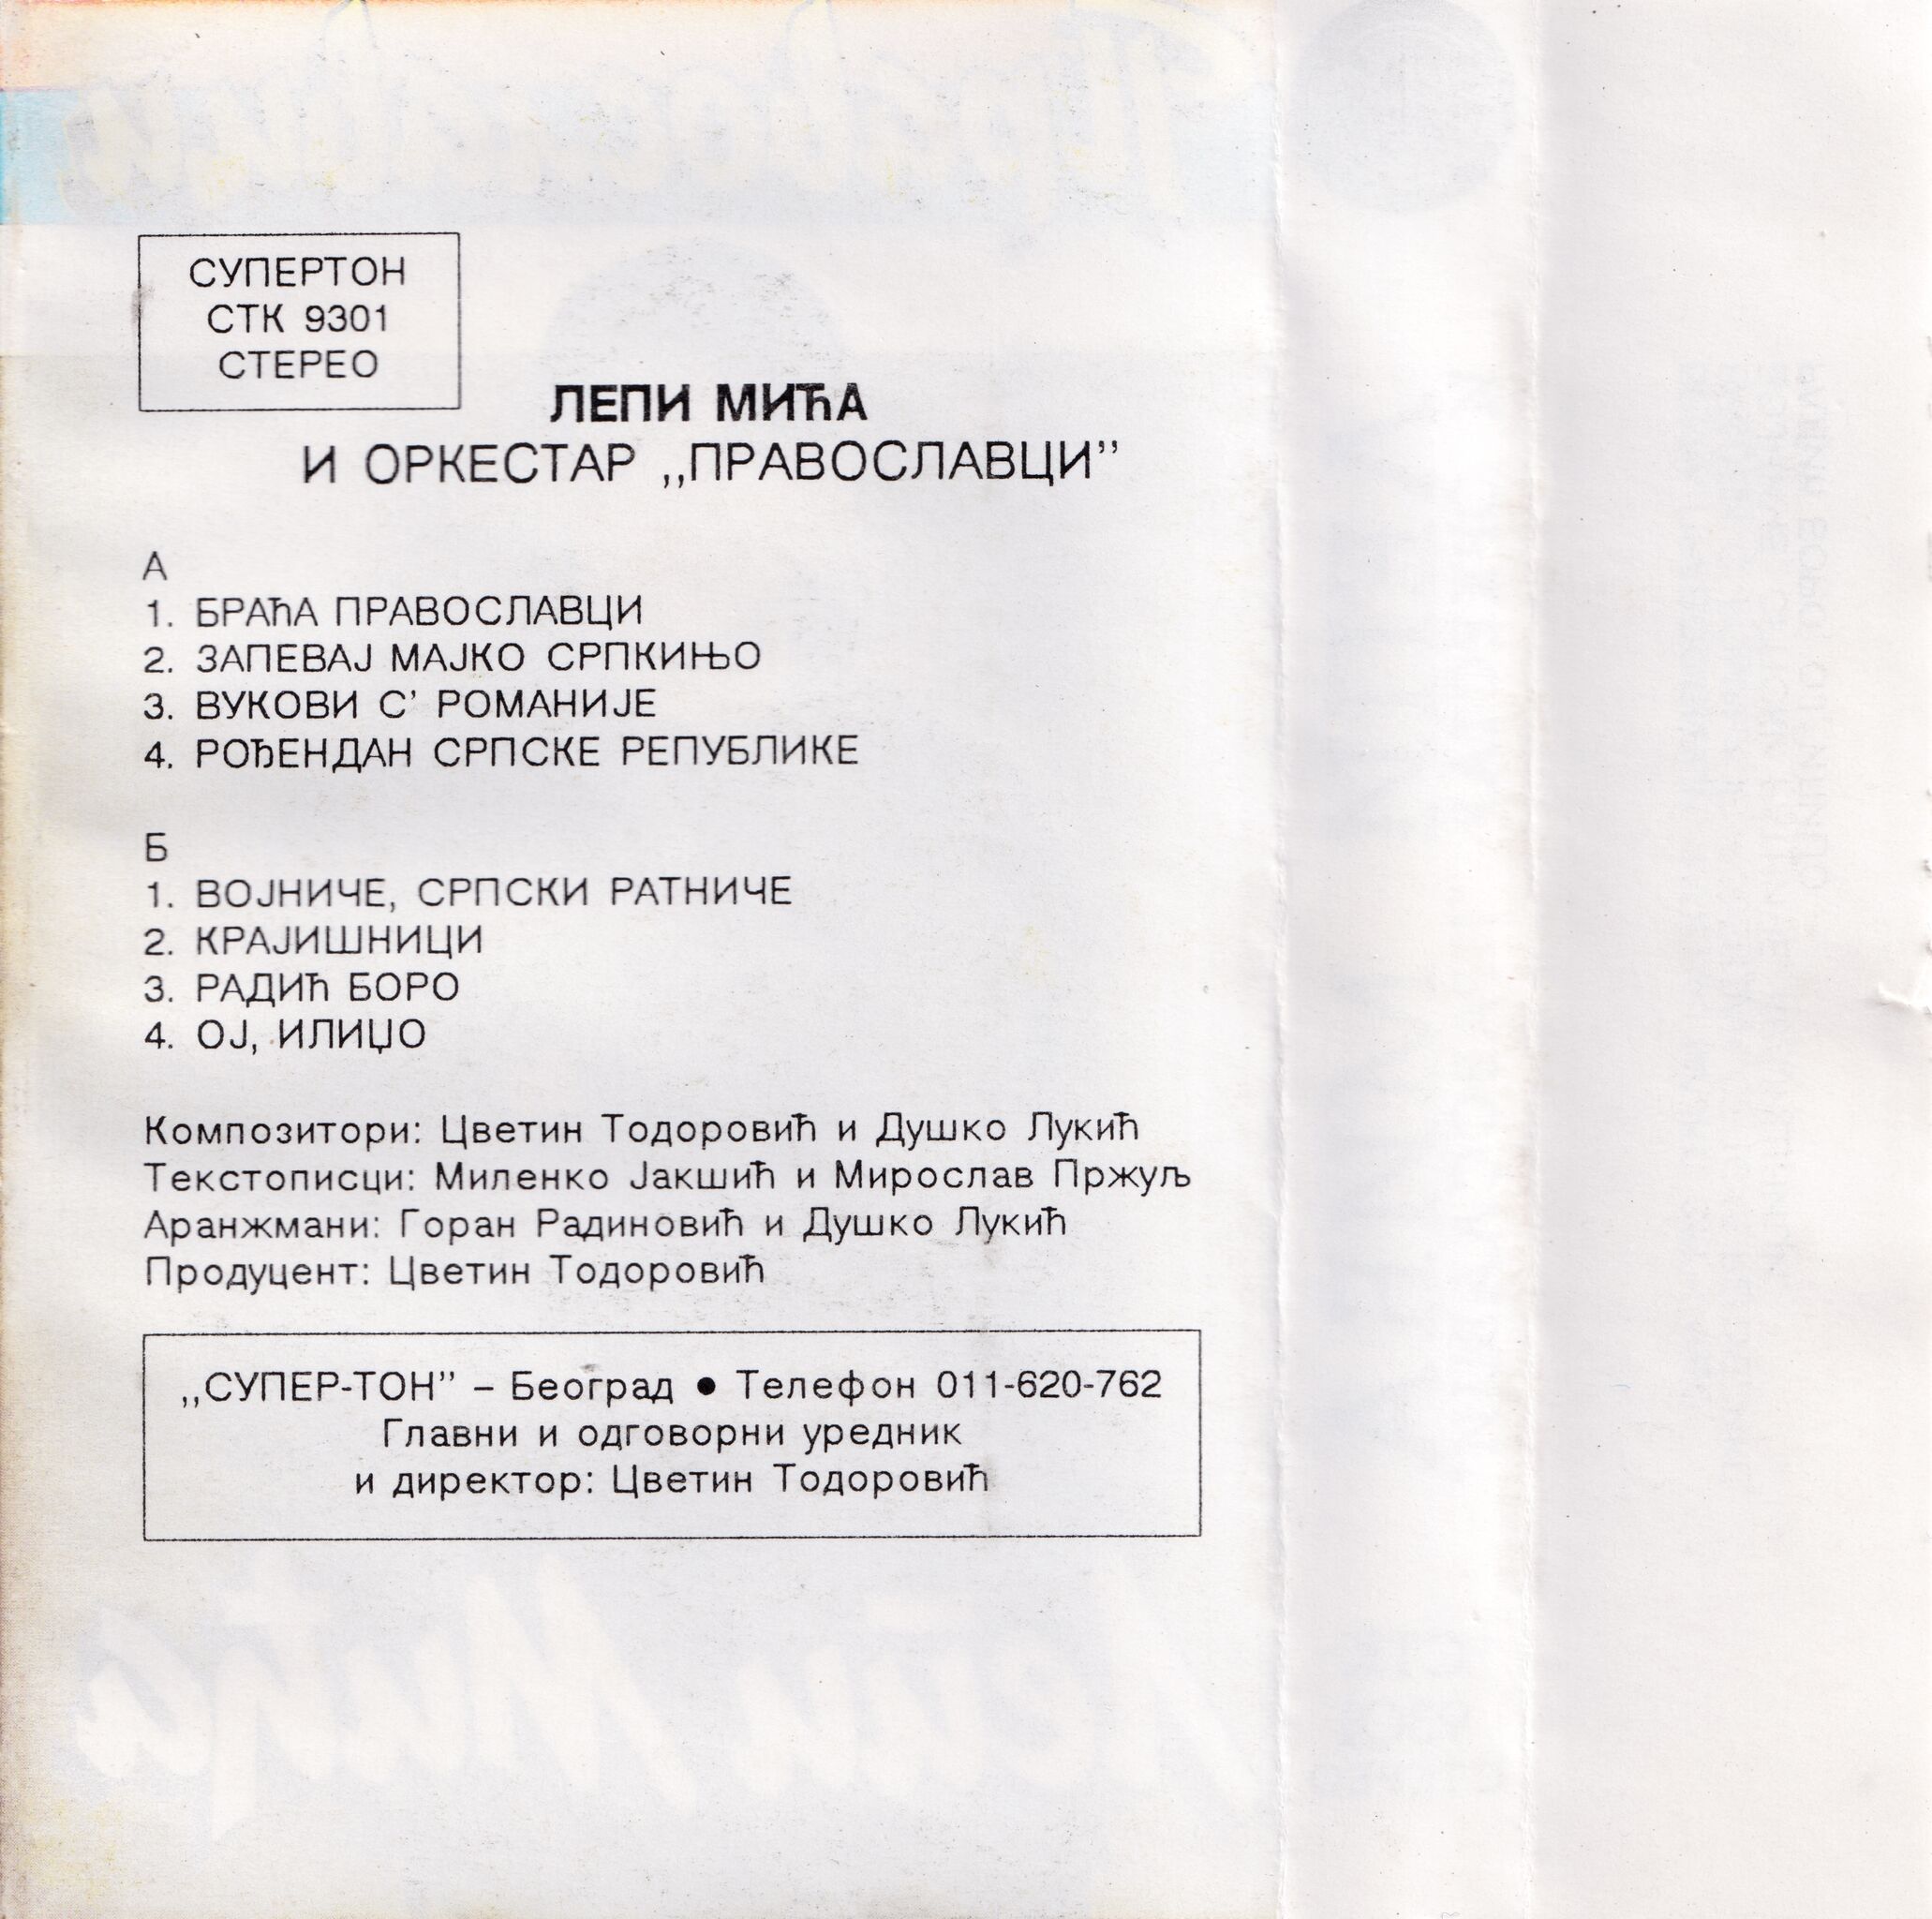 СУПЕРТОН
СТК 9301
СТЕРЕО
ЛЕПИ МИЋА
И ОРКЕСТАР ,,ПРАВОСЛАВЦИ”
А
1. БРАЋА ПРАВОСЛАВЦИ
2. ЗАПЕВАЈ МАЈКО СРПКИЊО
3. ВУКОВИ С’ РОМАНИЈЕ
4. РОЂЕНДАН СРПСКЕ РЕПУБЛИКЕ
Б
1. ВОЈНИЧЕ, СРПСКИ РАТНИЧЕ
2. КРАЈИШНИЦИ
3. РАДИЋ БОРО
4. ОЈ, ИЛИЏО
Композитори: Цветин Тодоровић и Душко Лукић
Текстописци: Миленко Јакшић и Мирослав Пржуљ
Аранжмани: Горан Радиновић и Душко Лукић
Продуцент: Цветин Тодоровић
,,СУПЕР-ТОН” – Београд ● Телефон 011-620-762
Главни и одговорни уредник
и директор: Цветин Тодоровић